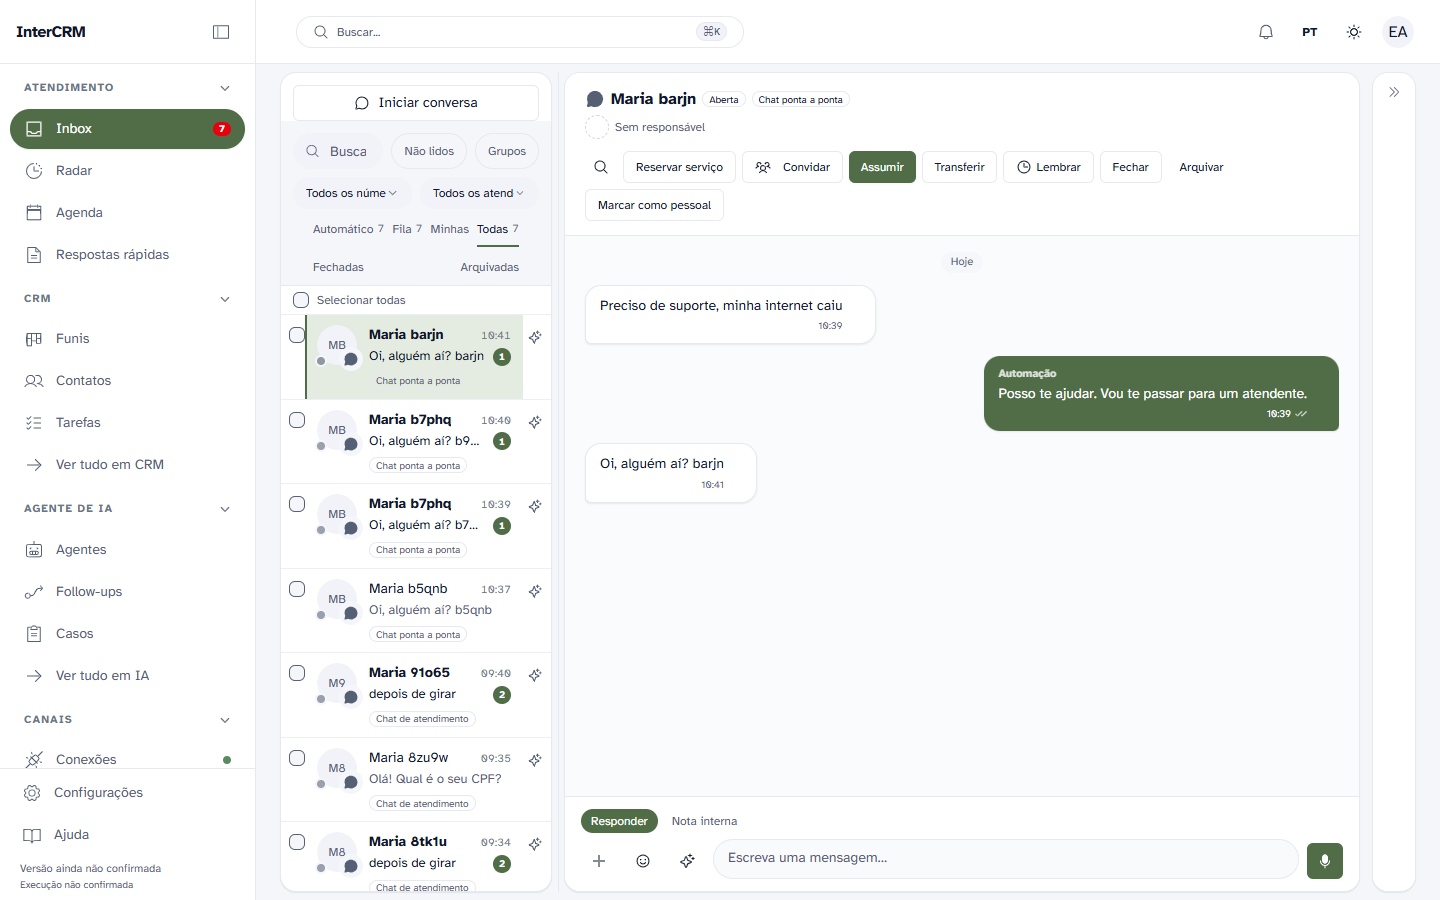 InterCRM
Buscar...
⌘K
PT
EA
ATENDIMENTO
Inbox 7
Radar
Agenda
Respostas rápidas
CRM
Funis
Contatos
Tarefas
Ver tudo em CRM
AGENTE DE IA
Agentes
Follow-ups
Casos
Ver tudo em IA
CANAIS
Conexões
Configurações
Ajuda
Versão ainda não confirmada
Execução não confirmada
Iniciar conversa
Busca Não lidos Grupos
Todos os núme Todos os atend
Automático 7 Fila 7 Minhas Todas 7
Fechadas Arquivadas
Selecionar todas
MB Maria barjn 10:41
Oi, alguém aí? barjn 1
Chat ponta a ponta
MB Maria b7phq 10:40
Oi, alguém aí? b9... 1
Chat ponta a ponta
MB Maria b7phq 10:39
Oi, alguém aí? b7... 1
Chat ponta a ponta
MB Maria b5qnb 10:37
Oi, alguém aí? b5qnb
Chat ponta a ponta
M9 Maria 91o65 09:40
depois de girar 2
Chat de atendimento
M8 Maria 8zu9w 09:35
Olá! Qual é o seu CPF?
Chat de atendimento
M8 Maria 8tk1u 09:34
depois de girar 2
Chat de atendimento
Maria barjn Aberta Chat ponta a ponta
Sem responsável
Reservar serviço Convidar Assumir Transferir Lembrar Fechar Arquivar
Marcar como pessoal
Hoje
Preciso de suporte, minha internet caiu
10:39
Automação
Posso te ajudar. Vou te passar para um atendente.
10:39
Oi, alguém aí? barjn
10:41
Responder Nota interna
Escreva uma mensagem...